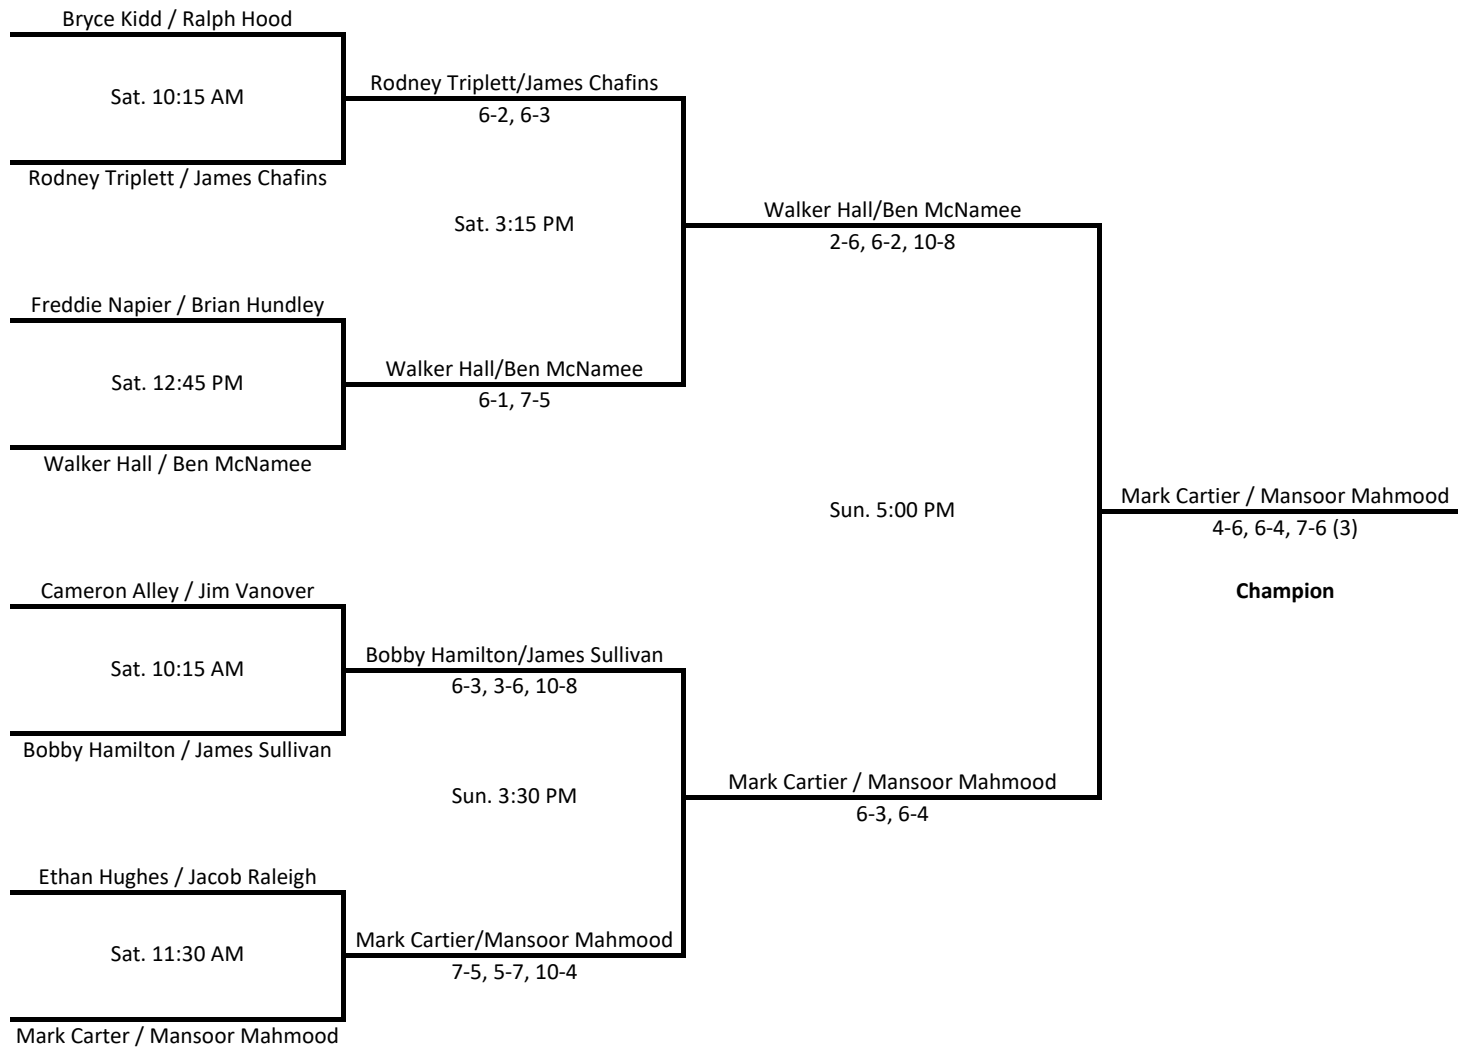 Bryce Kidd / Ralph Hood
Sat. 10:15 AM
Rodney Triplett/James Chafins
6-2, 6-3
Rodney Triplett / James Chafins
Sat. 3:15 PM
Walker Hall/Ben McNamee
2-6, 6-2, 10-8
Freddie Napier / Brian Hundley
Sat. 12:45 PM
Walker Hall/Ben McNamee
6-1, 7-5
Walker Hall / Ben McNamee
Sun. 5:00 PM
Mark Cartier / Mansoor Mahmood
4-6, 6-4, 7-6 (3)
Champion
Cameron Alley / Jim Vanover
Sat. 10:15 AM
Bobby Hamilton/James Sullivan
6-3, 3-6, 10-8
Bobby Hamilton / James Sullivan
Sun. 3:30 PM
Mark Cartier / Mansoor Mahmood
6-3, 6-4
Ethan Hughes / Jacob Raleigh
Sat. 11:30 AM
Mark Cartier/Mansoor Mahmood
7-5, 5-7, 10-4
Mark Carter / Mansoor Mahmood